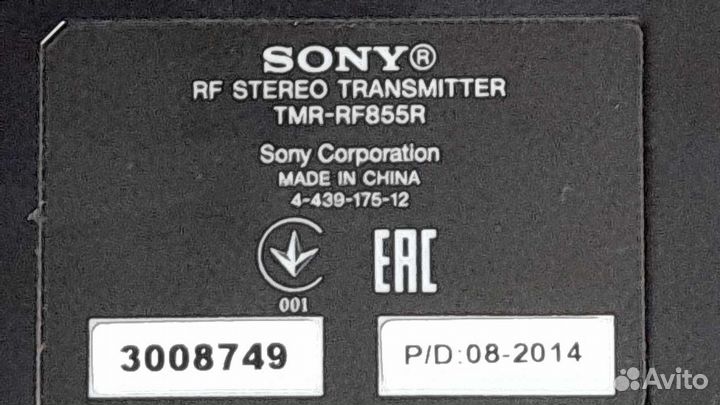 SONY®
RF STEREO TRANSMITTER
TMR-RF855R
Sony Corporation
MADE IN CHINA
4-439-175-12
EAC
001
3008749
P/D:08-2014
Avito